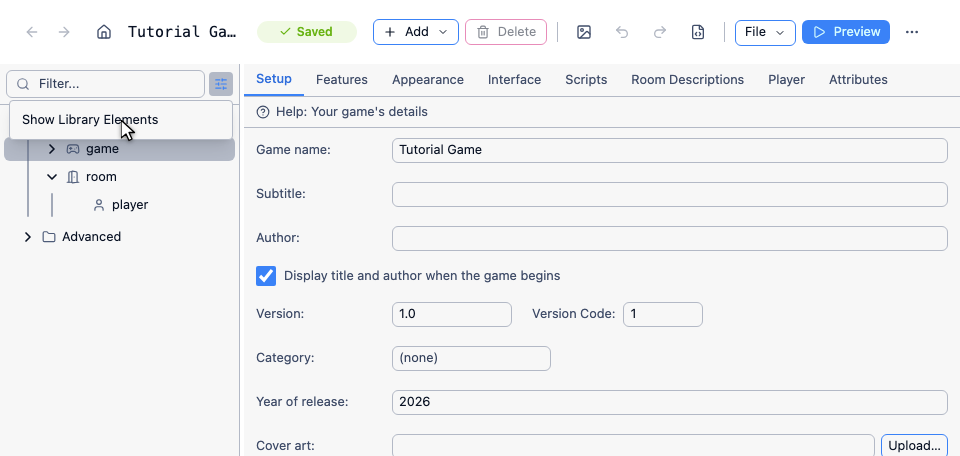 Tutorial Ga...
Saved
Add
Delete
File
Preview
Filter...
Show Library Elements
game
room
player
Advanced
Setup
Features
Appearance
Interface
Scripts
Room Descriptions
Player
Attributes
Help: Your game's details
Game name:
Tutorial Game
Subtitle:
Author:
Display title and author when the game begins
Version:
1.0
Version Code:
1
Category:
(none)
Year of release:
2026
Cover art:
Upload...